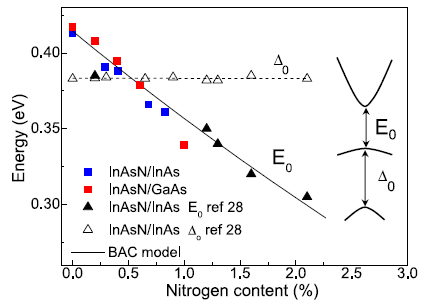 0.40
0.35
0.30
Energy (eV)
0.0
0.5
1.0
1.5
2.0
2.5
3.0
Nitrogen content (%)
Δ0
E0
E0
Δ0
InAsN/InAs
InAsN/GaAs
InAsN/InAs E0 ref 28
InAsN/InAs Δo ref 28
BAC model